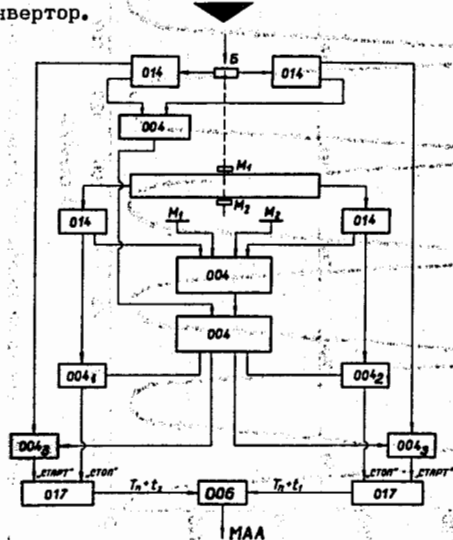 нвертор.
014 Б 014
004
M₁
M₂
014 M₁ M₂ 014
004
004
004₁ 004₂
004₃ 004₃
„СТАРТ" „СТОП" „СТОП" „СТАРТ"
017 Tₙ+t₂ 006 Tₙ+t₁ 017
МАА